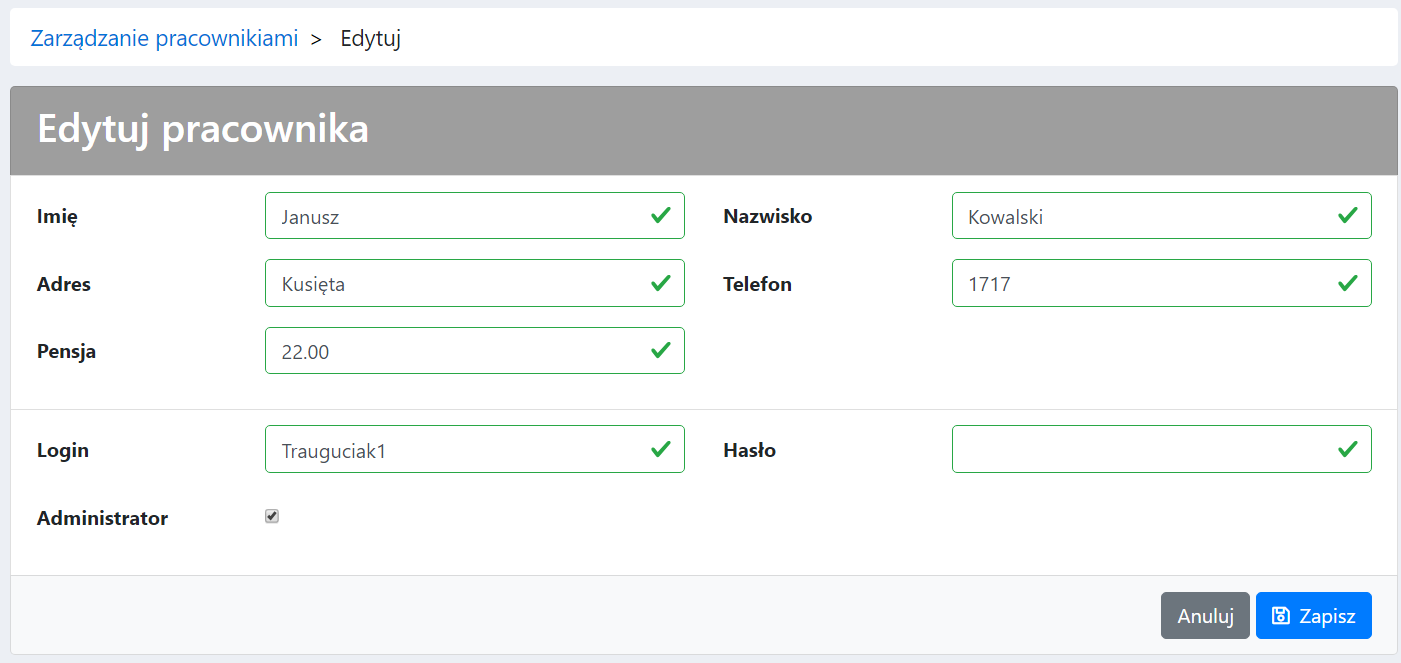 Zarządzanie pracownikiami > Edytuj
Edytuj pracownika
Imię Janusz Nazwisko Kowalski
Adres Kusięta Telefon 1717
Pensja 22.00
Login Trauguciak1 Hasło
Administrator
Anuluj Zapisz